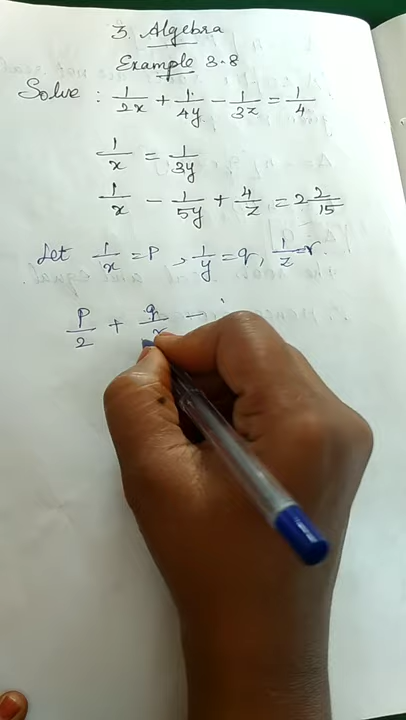 3. Algebra
Example 3.8
Solve : 1/2x + 1/4y - 1/3z = 1/4
1/x = 1/3y
1/x - 1/5y + 4/z = 2 2/15
Let 1/x = P, 1/y = q, 1/z = r.
P/2 + q/ -